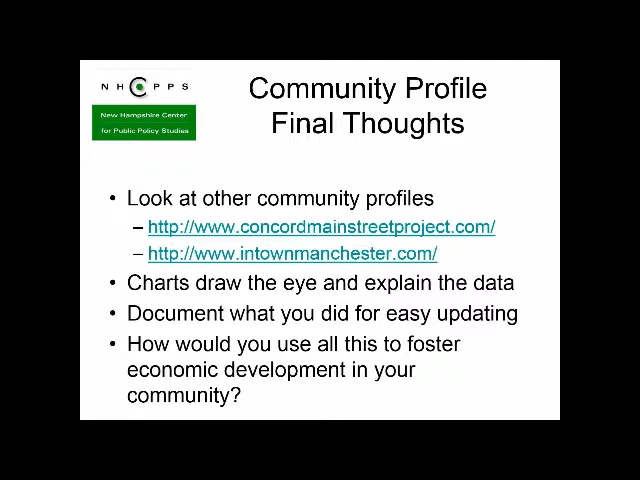 N H C P P S
New Hampshire Center
for Public Policy Studies
Community Profile
Final Thoughts
• Look at other community profiles
– http://www.concordmainstreetproject.com/
– http://www.intownmanchester.com/
• Charts draw the eye and explain the data
• Document what you did for easy updating
• How would you use all this to foster
economic development in your
community?